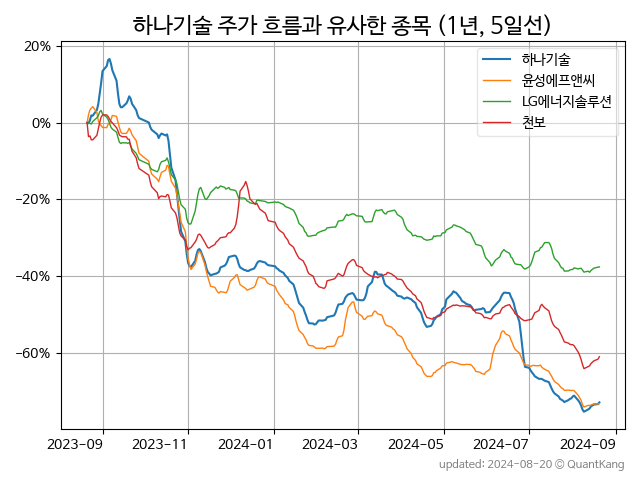 하나기술 주가 흐름과 유사한 종목 (1년, 5일선)
하나기술
윤성에프앤씨
LG에너지솔루션
천보
20%
0%
−20%
−40%
−60%
2023-09
2023-11
2024-01
2024-03
2024-05
2024-07
2024-09
updated: 2024-08-20 © QuantKang